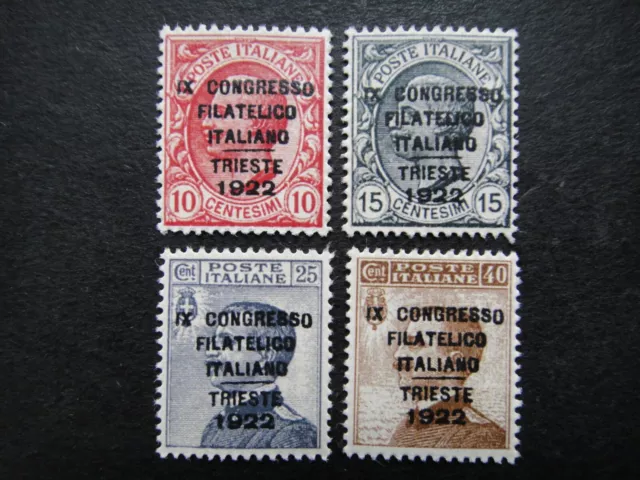 POSTE ITALIANE
IX CONGRESSO
FILATELICO
ITALIANO
TRIESTE
1922
10 CENTESIMI 10
POSTE ITALIANE
IX CONGRESSO
FILATELICO
ITALIANO
TRIESTE
1922
15 CENTESIMI 15
Cent. POSTE ITALIANE 25
IX CONGRESSO
FILATELICO
ITALIANO
TRIESTE
1922
Cent. POSTE ITALIANE 40
IX CONGRESSO
FILATELICO
ITALIANO
TRIESTE
1922